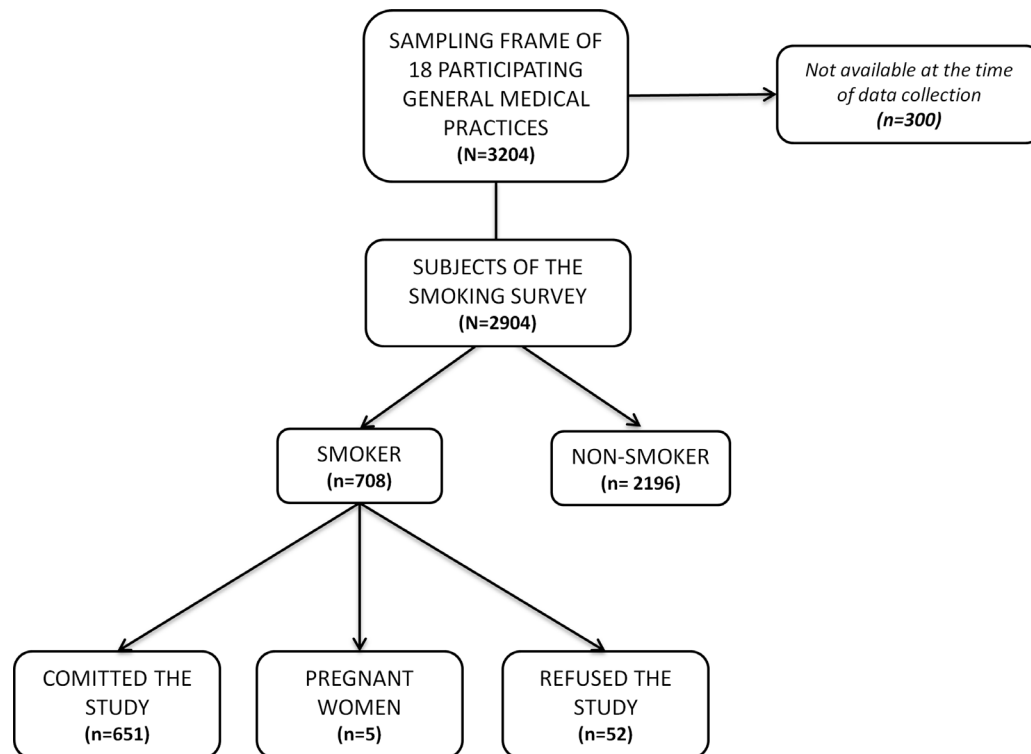 SAMPLING FRAME OF
18 PARTICIPATING
GENERAL MEDICAL
PRACTICES
(N=3204)
Not available at the time
of data collection
(n=300)
SUBJECTS OF THE
SMOKING SURVEY
(N=2904)
SMOKER
(n=708)
NON-SMOKER
(n= 2196)
COMITTED THE
STUDY
(n=651)
PREGNANT
WOMEN
(n=5)
REFUSED THE
STUDY
(n=52)